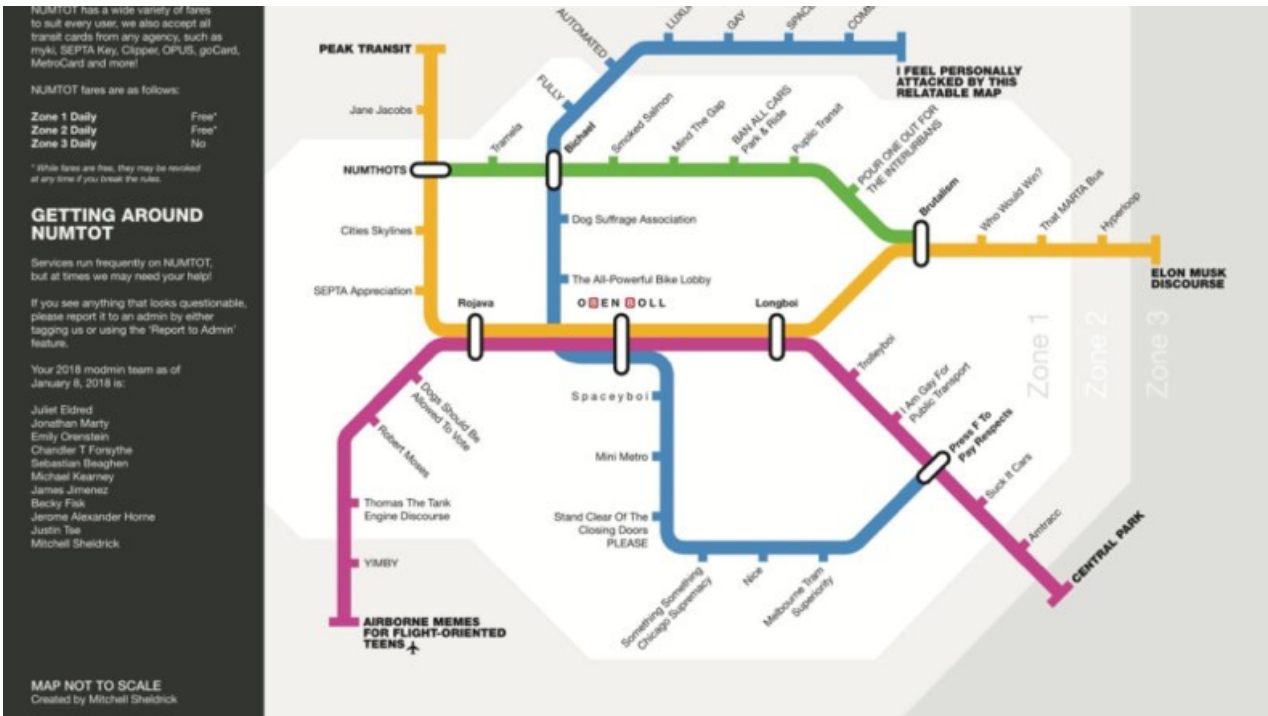 NUMTOT has a wide variety of fares
to suit every user, we also accept all
transit cards from any agency, such as
myki, SEPTA Key, Clipper, OPUS, goCard,
MetroCard and more!
NUMTOT fares are as follows:
Zone 1 Daily Free*
Zone 2 Daily Free*
Zone 3 Daily No
* While fares are free, they may be revoked
at any time if you break the rules.
GETTING AROUND
NUMTOT
Services run frequently on NUMTOT,
but at times we may need your help!
If you see anything that looks questionable,
please report it to an admin by either
tagging us or using the 'Report to Admin'
feature.
Your 2018 modmin team as of
January 8, 2018 is:
Juliet Eldred
Jonathan Marty
Emily Orenstein
Chandler T Forsythe
Sebastian Beaghen
Michael Kearney
James Jimenez
Becky Fisk
Jerome Alexander Horne
Justin Tse
Mitchell Sheldrick
MAP NOT TO SCALE
Created by Mitchell Sheldrick
PEAK TRANSIT
Jane Jacobs
NUMTHOTS
Cities Skylines
SEPTA Appreciation
Rojava
FULLY
AUTOMATED
GAY
I FEEL PERSONALLY
ATTACKED BY THIS
RELATABLE MAP
Tramela
Bichael
Smoked Salmon
Mind The Gap
BAN ALL CARS
Park & Ride
Puplic Transit
POUR ONE OUT FOR
THE INTERURBANS
Brutalism
Who Would Win?
That MARTA Bus
Hyperloop
ELON MUSK
DISCOURSE
Dog Suffrage Association
The All-Powerful Bike Lobby
O B E N B O L L
Longboi
Zone 1
Zone 2
Zone 3
Trolleyboi
I Am Gay For
Public Transport
Press F To
Pay Respects
Suck It Cars
Amtracc
CENTRAL PARK
Dogs Should Be
Allowed To Vote
Robert Moses
Thomas The Tank
Engine Discourse
YIMBY
AIRBORNE MEMES
FOR FLIGHT-ORIENTED
TEENS
Spaceyboi
Mini Metro
Stand Clear Of The
Closing Doors
PLEASE
Something Something
Chicago Supremacy
Nice
Melbourne Tram
Superiority